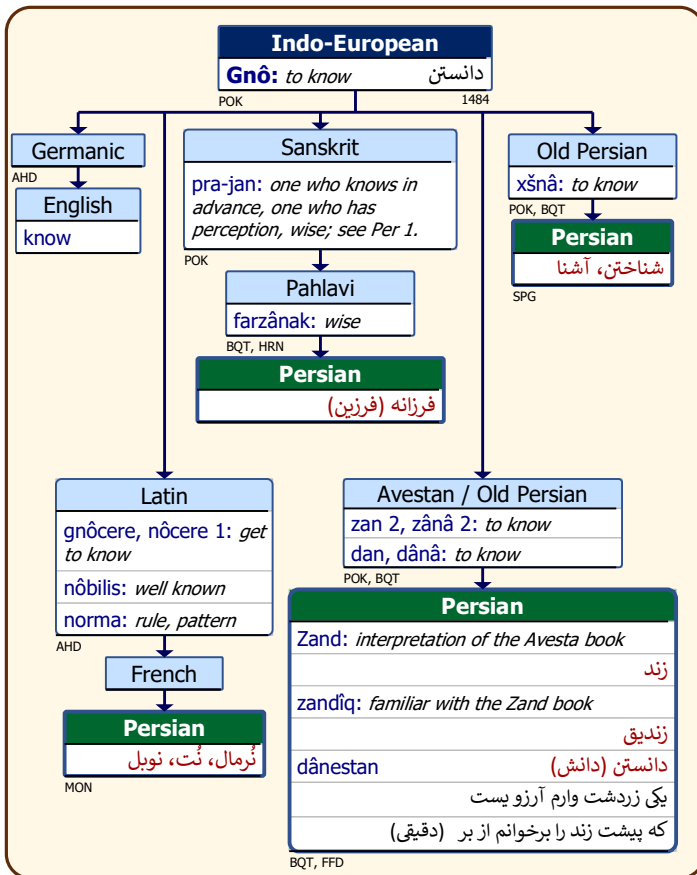 Indo-European
Gnô: to know دانستن
POK 1484
Germanic
AHD
English
know
Sanskrit
pra-jan: one who knows in
advance, one who has
perception, wise; see Per 1.
POK
Pahlavi
farzânak: wise
BQT, HRN
Persian
فرزانه (فرزین)
Old Persian
xšnâ: to know
POK, BQT
Persian
شناختن، آشنا
SPG
Latin
gnôcere, nôcere 1: get
to know
nôbilis: well known
norma: rule, pattern
AHD
French
Persian
نُرمال، نُت، نوبل
MON
Avestan / Old Persian
zan 2, zânâ 2: to know
dan, dânâ: to know
POK, BQT
Persian
Zand: interpretation of the Avesta book
زند
zandîq: familiar with the Zand book
زندیق
dânestan دانستن (دانش)
یکی زردشت وارم آرزو یست
که پیشت زند را برخوانم از بر (دقیقی)
BQT, FFD